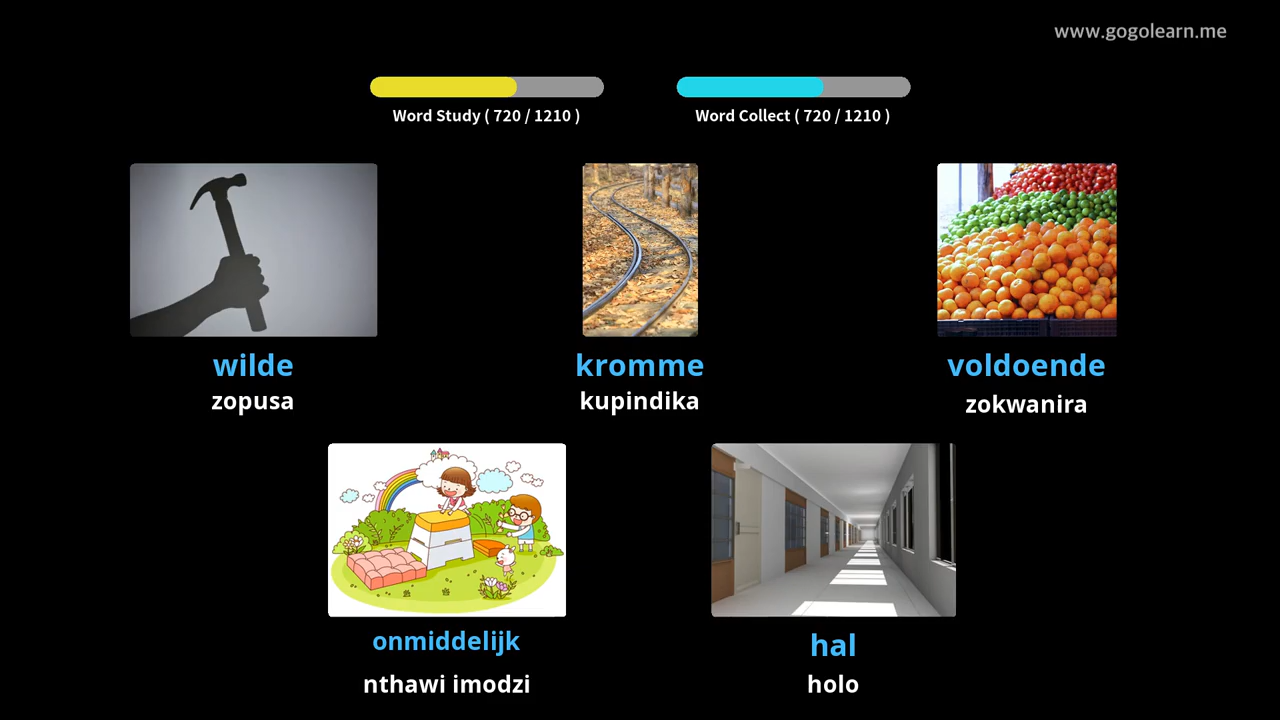 www.gogolearn.me
Word Study ( 720 / 1210 )
Word Collect ( 720 / 1210 )
wilde
zopusa
kromme
kupindika
voldoende
zokwanira
onmiddelijk
nthawi imodzi
hal
holo